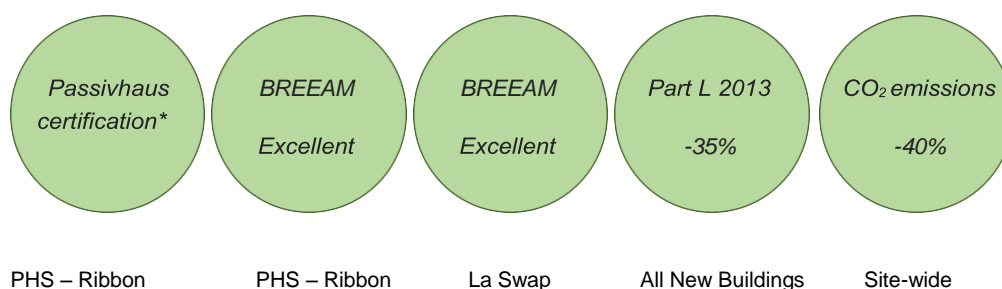 Passivhaus
certification*
BREEAM
Excellent
BREEAM
Excellent
Part L 2013
-35%
CO₂ emissions
-40%
PHS – Ribbon
PHS – Ribbon
La Swap
All New Buildings
Site-wide